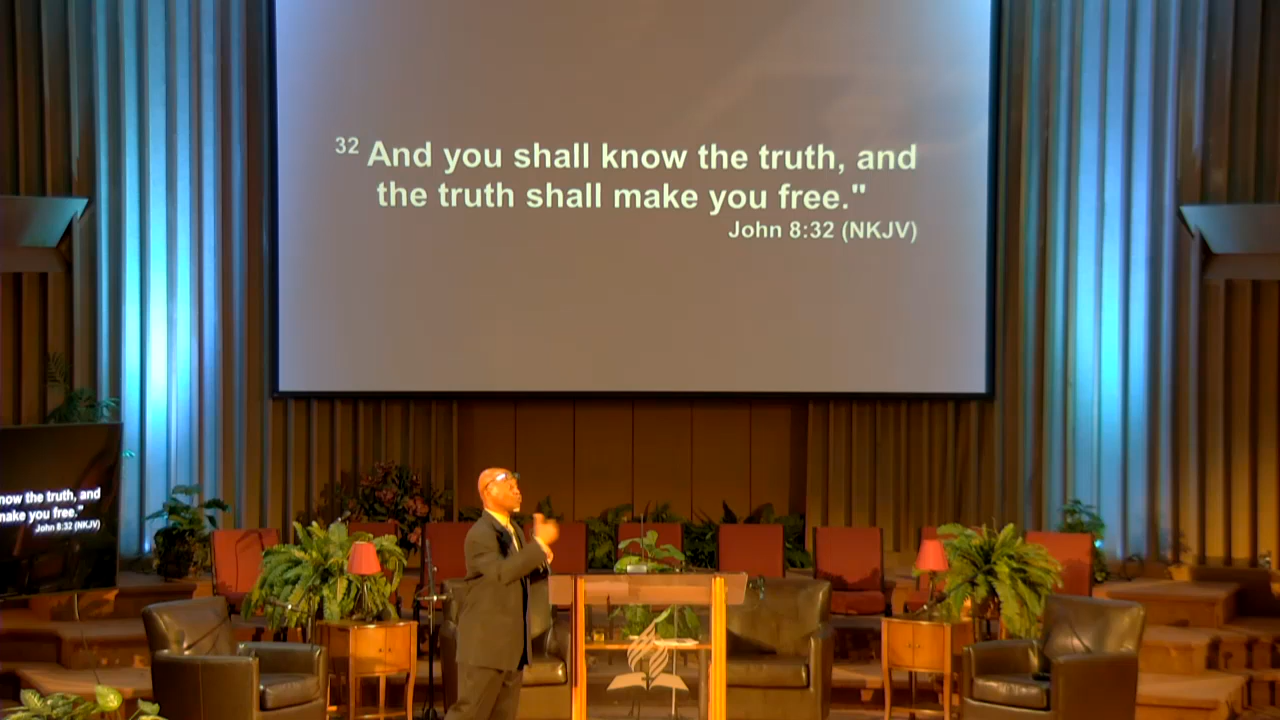 32 And you shall know the truth, and
the truth shall make you free."
John 8:32 (NKJV)
now the truth, and
make you free."
John 8:32 (NKJV)